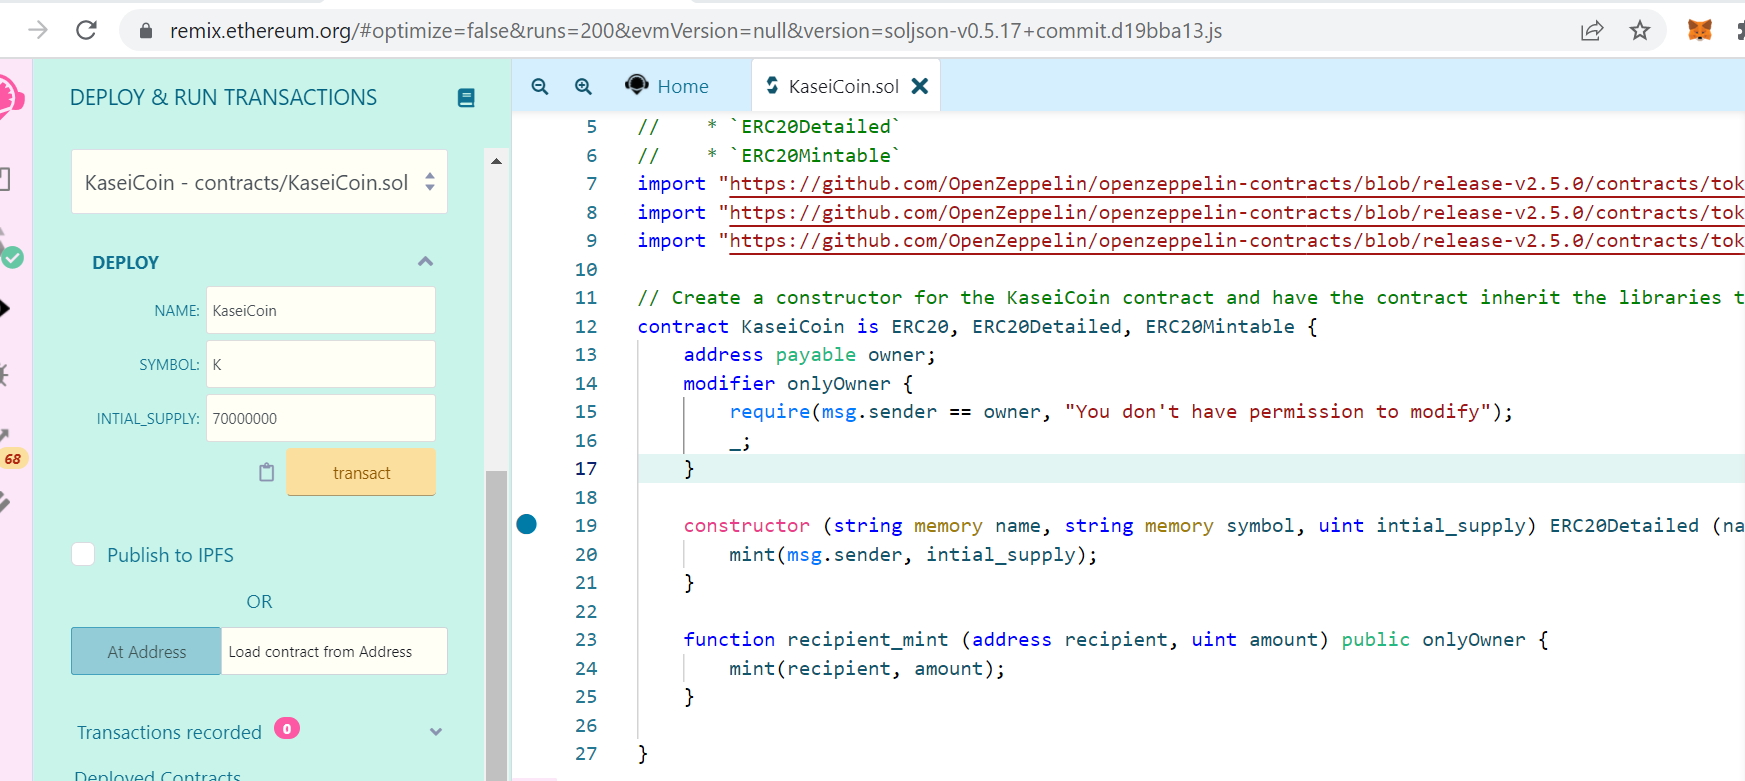 remix.ethereum.org/#optimize=false&runs=200&evmVersion=null&version=soljson-v0.5.17+commit.d19bba13.js
DEPLOY & RUN TRANSACTIONS
KaseiCoin - contracts/KaseiCoin.sol
DEPLOY
NAME: KaseiCoin
SYMBOL: K
INTIAL_SUPPLY: 70000000
transact
Publish to IPFS
OR
At Address Load contract from Address
Transactions recorded 0
Deployed Contracts
68
Home KaseiCoin.sol
5 //    * `ERC20Detailed`
6 //    * `ERC20Mintable`
7 import "https://github.com/OpenZeppelin/openzeppelin-contracts/blob/release-v2.5.0/contracts/tok
8 import "https://github.com/OpenZeppelin/openzeppelin-contracts/blob/release-v2.5.0/contracts/tok
9 import "https://github.com/OpenZeppelin/openzeppelin-contracts/blob/release-v2.5.0/contracts/tok
10
11 // Create a constructor for the KaseiCoin contract and have the contract inherit the libraries t
12 contract KaseiCoin is ERC20, ERC20Detailed, ERC20Mintable {
13     address payable owner;
14     modifier onlyOwner {
15         require(msg.sender == owner, "You don't have permission to modify");
16         _;
17     }
18
19     constructor (string memory name, string memory symbol, uint intial_supply) ERC20Detailed (na
20         mint(msg.sender, intial_supply);
21     }
22
23     function recipient_mint (address recipient, uint amount) public onlyOwner {
24         mint(recipient, amount);
25     }
26
27 }